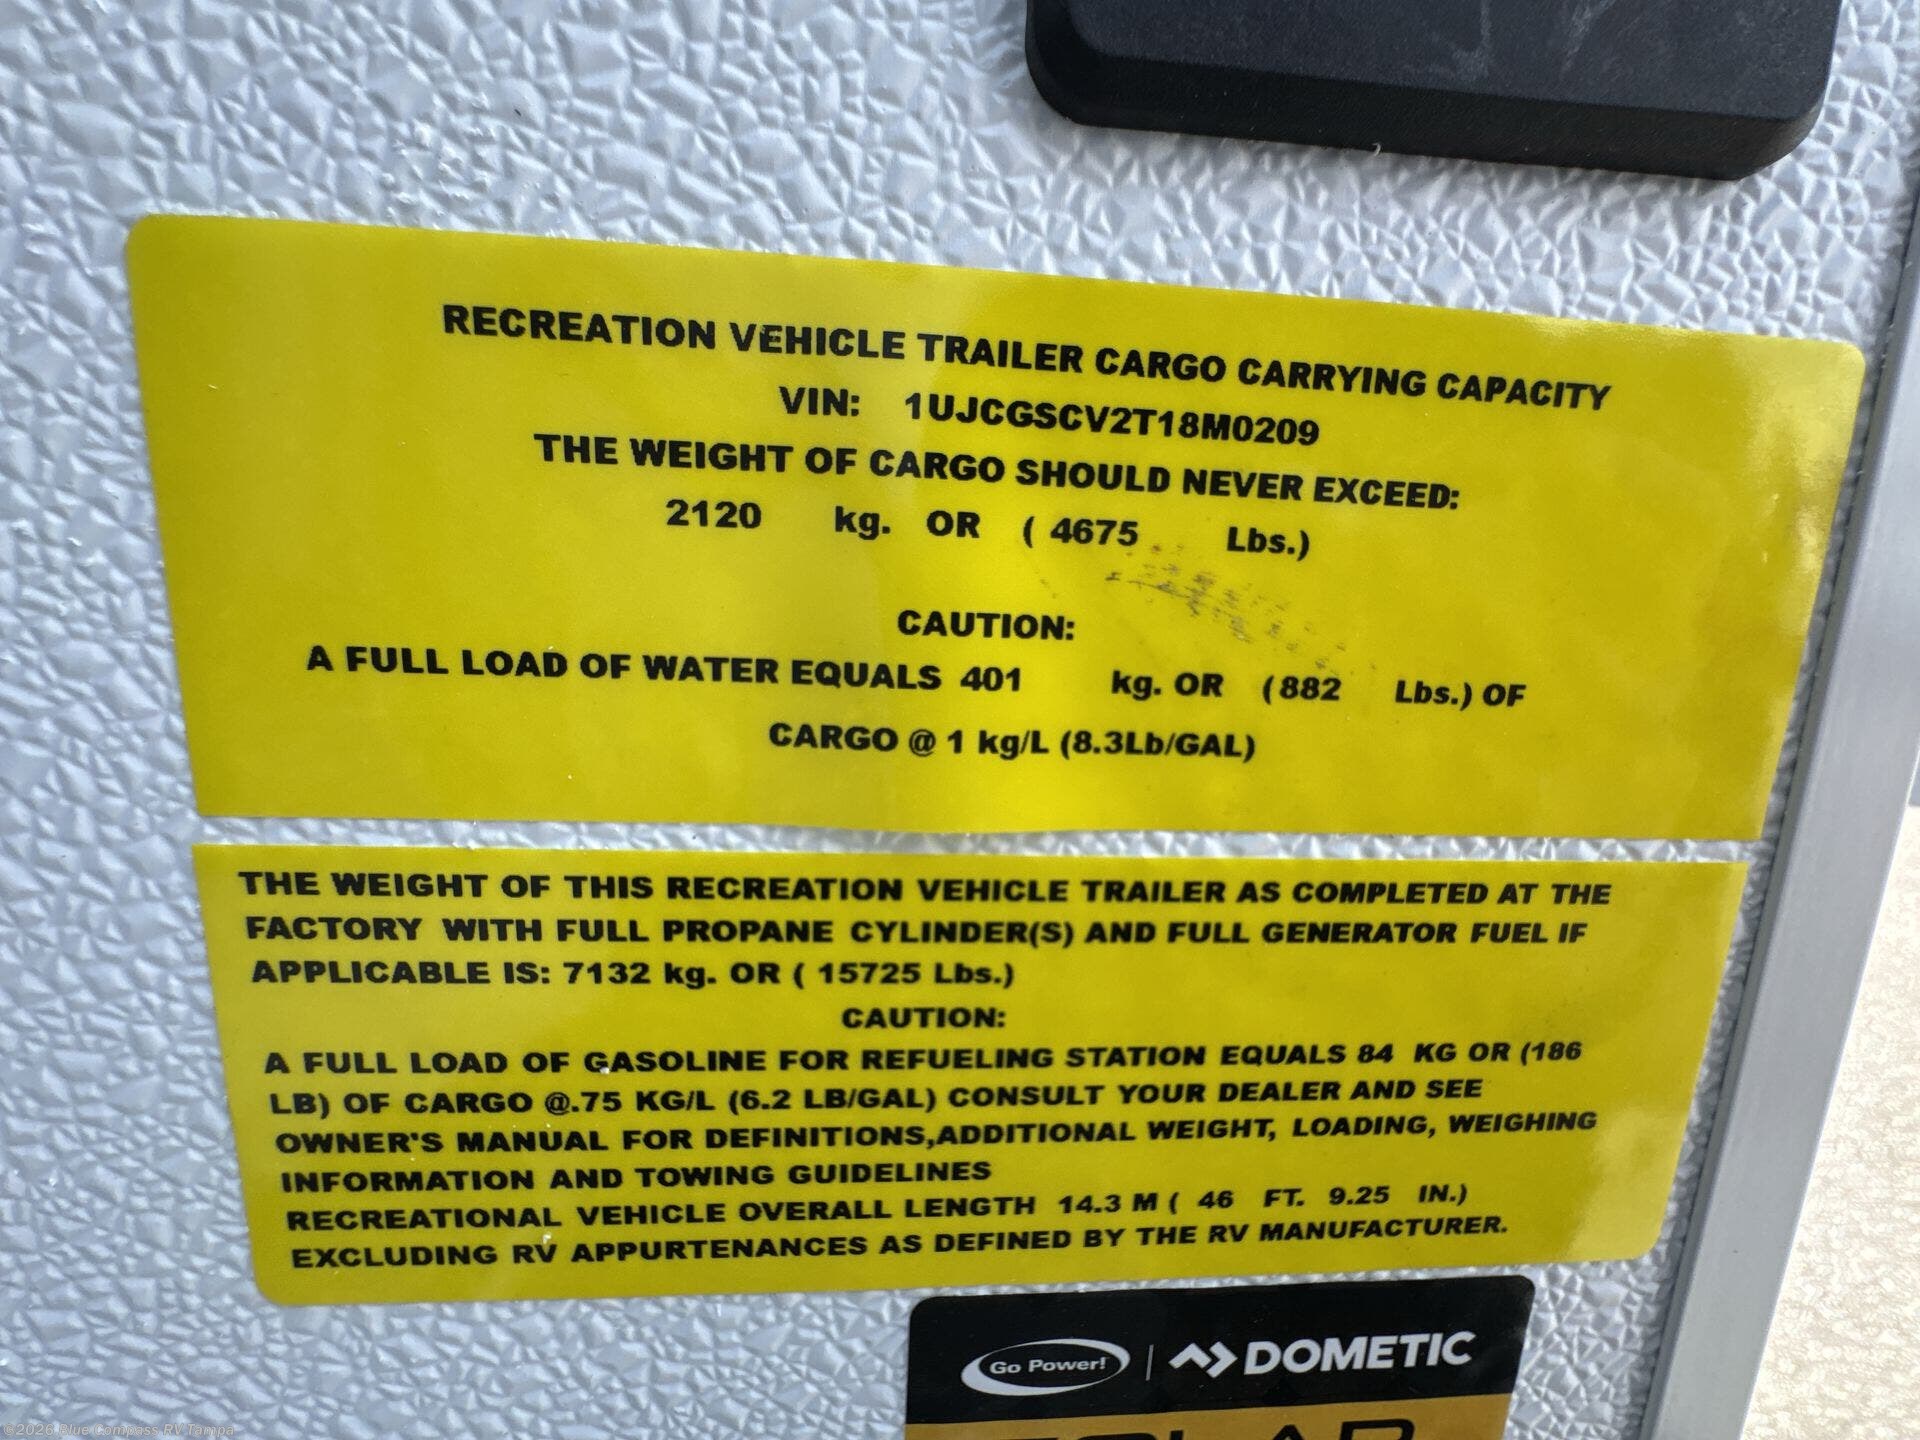 RECREATION VEHICLE TRAILER CARGO CARRYING CAPACITY
VIN: 1UJCGSCV2T18M0209
THE WEIGHT OF CARGO SHOULD NEVER EXCEED:
2120 kg. OR ( 4675 Lbs.)
CAUTION:
A FULL LOAD OF WATER EQUALS 401 kg. OR (882 Lbs.) OF
CARGO @ 1 kg/L (8.3Lb/GAL)
THE WEIGHT OF THIS RECREATION VEHICLE TRAILER AS COMPLETED AT THE
FACTORY WITH FULL PROPANE CYLINDER(S) AND FULL GENERATOR FUEL IF
APPLICABLE IS: 7132 kg. OR ( 15725 Lbs.)
CAUTION:
A FULL LOAD OF GASOLINE FOR REFUELING STATION EQUALS 84 KG OR (186
LB) OF CARGO @.75 KG/L (6.2 LB/GAL) CONSULT YOUR DEALER AND SEE
OWNER'S MANUAL FOR DEFINITIONS,ADDITIONAL WEIGHT, LOADING, WEIGHING
INFORMATION AND TOWING GUIDELINES
RECREATIONAL VEHICLE OVERALL LENGTH 14.3 M ( 46 FT. 9.25 IN.)
EXCLUDING RV APPURTENANCES AS DEFINED BY THE RV MANUFACTURER.
Go Power! DOMETIC
SOLAR
©2026 Blue Compass RV Tampa